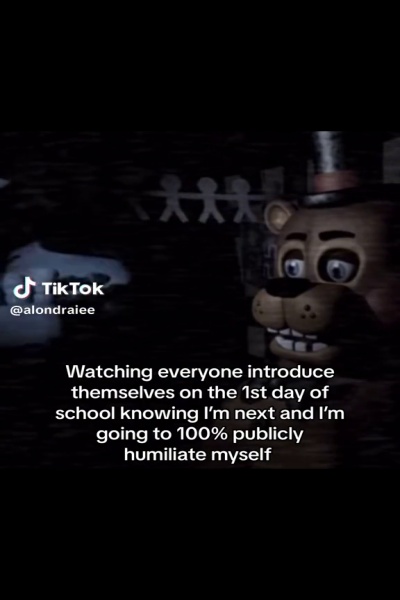 TikTok
@alondraiee
Watching everyone introduce
themselves on the 1st day of
school knowing I'm next and I'm
going to 100% publicly
humiliate myself